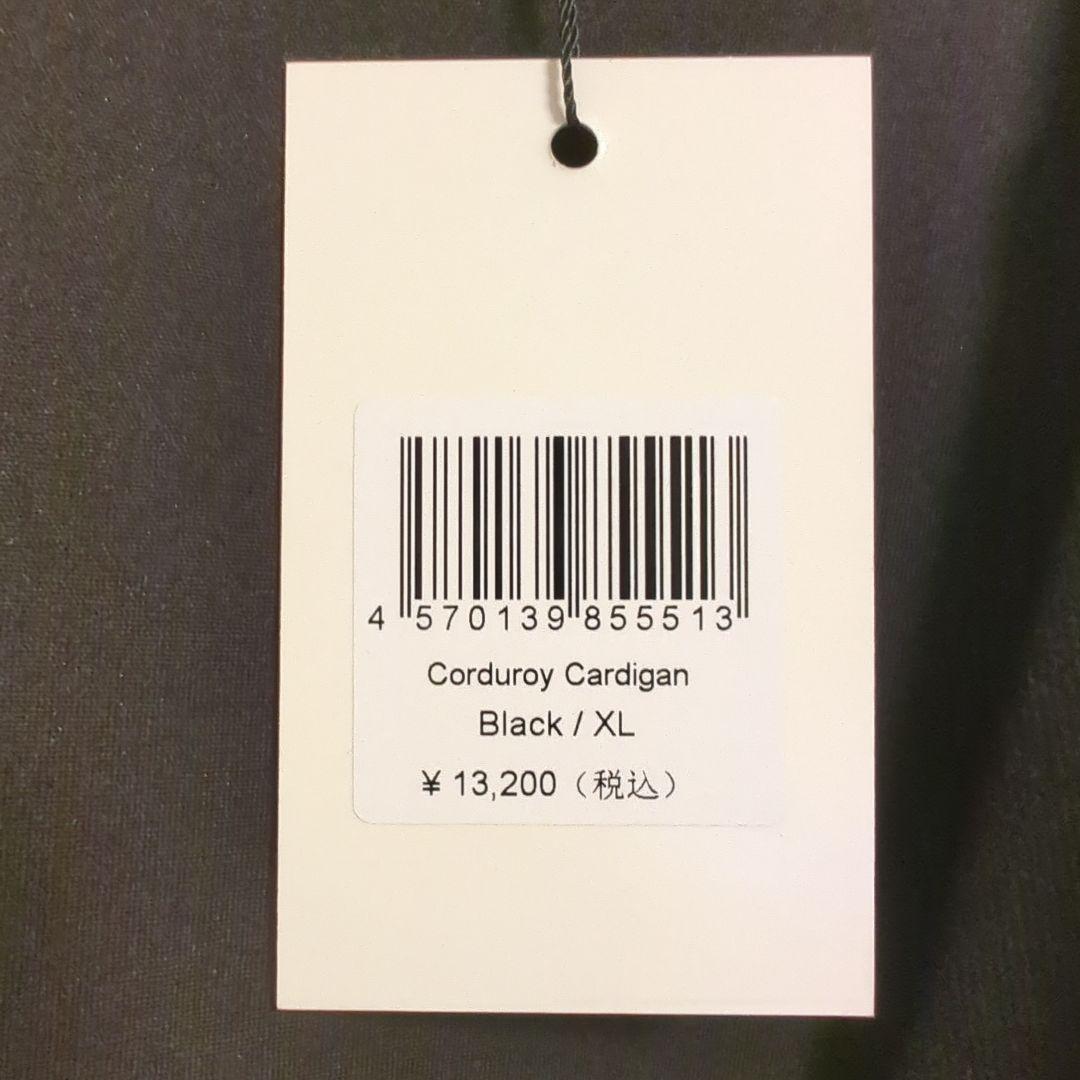 4 570139 855513
Corduroy Cardigan
Black / XL
¥ 13,200（税込）